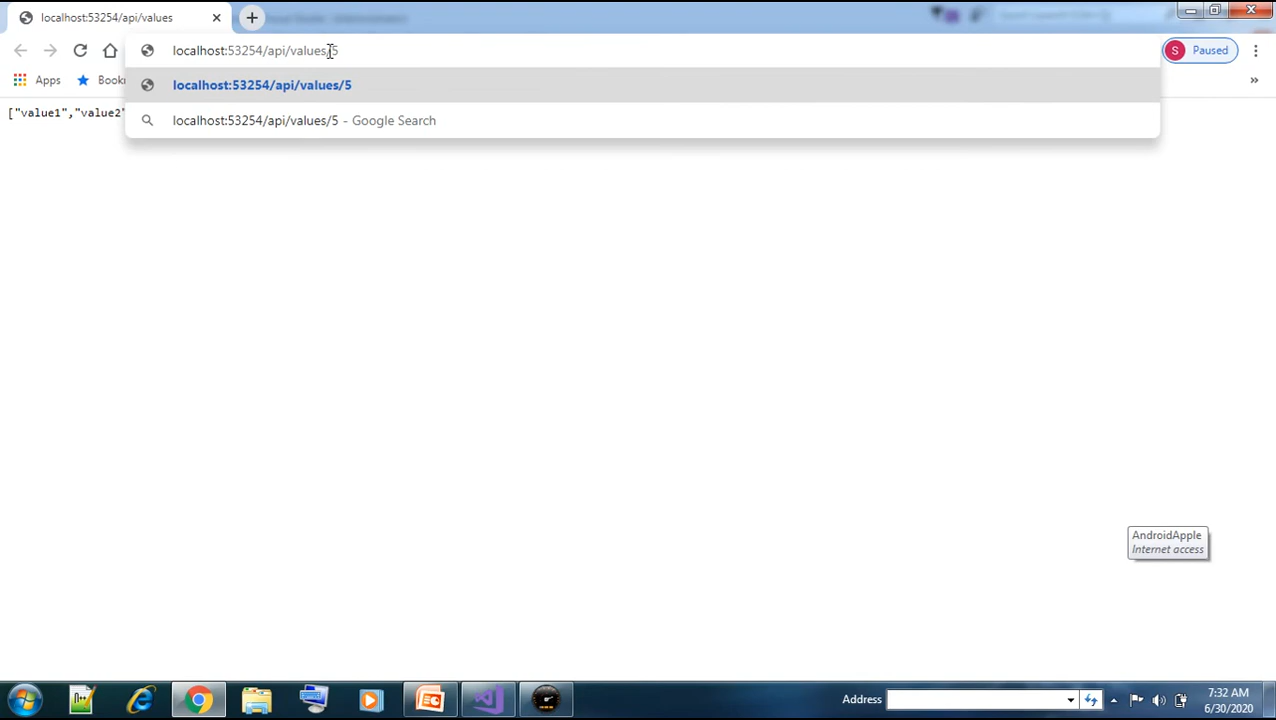 localhost:53254/api/values
localhost:53254/api/values/5
S Paused
Apps
Bookn
localhost:53254/api/values/5
["value1","value2"
localhost:53254/api/values/5 - Google Search
AndroidApple
Internet access
Address
7:32 AM
6/30/2020